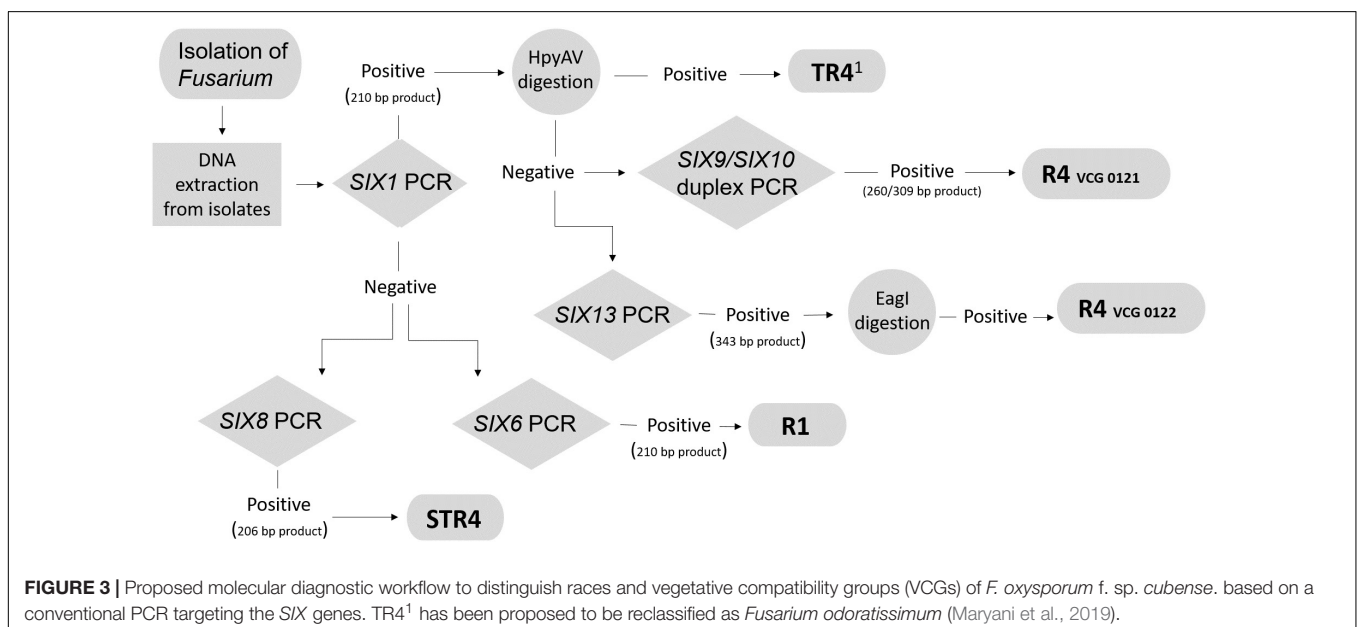 Isolation of
Fusarium
DNA
extraction
from isolates
SIX1 PCR
Positive
(210 bp product)
HpyAV
digestion
Positive
TR4¹
Negative
SIX9/SIX10
duplex PCR
Positive
(260/309 bp product)
R4 VCG 0121
SIX13 PCR
Positive
(343 bp product)
EagI
digestion
Positive
R4 VCG 0122
Negative
SIX8 PCR
Positive
(206 bp product)
STR4
SIX6 PCR
Positive
(210 bp product)
R1
FIGURE 3 | Proposed molecular diagnostic workflow to distinguish races and vegetative compatibility groups (VCGs) of F. oxysporum f. sp. cubense. based on a
conventional PCR targeting the SIX genes. TR4¹ has been proposed to be reclassified as Fusarium odoratissimum (Maryani et al., 2019).